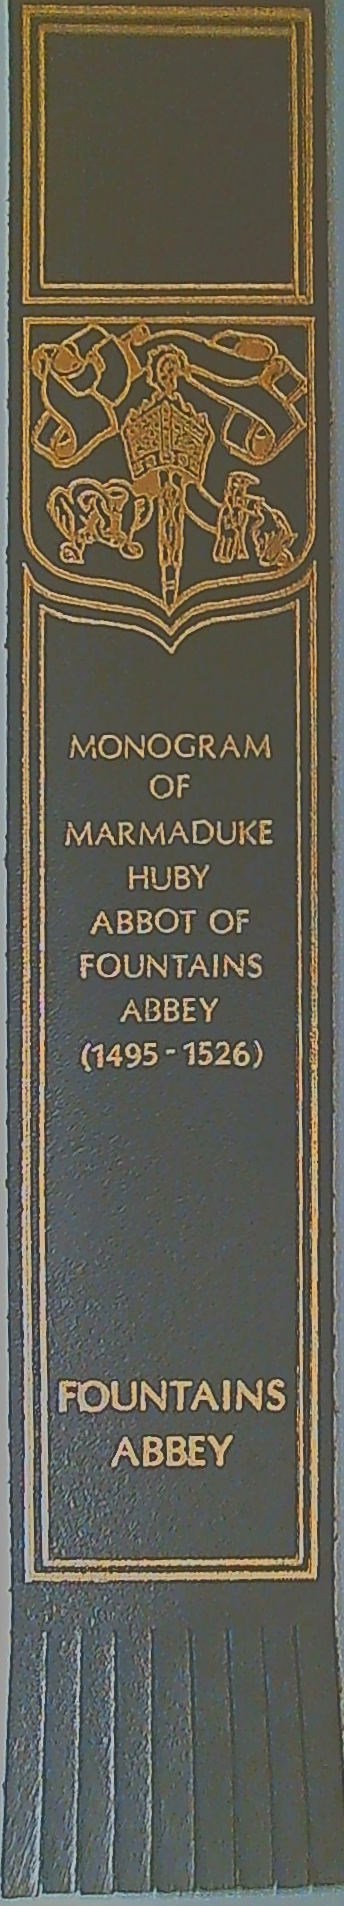 MONOGRAM
OF
MARMADUKE
HUBY
ABBOT OF
FOUNTAINS
ABBEY
(1495-1526)
FOUNTAINS
ABBEY